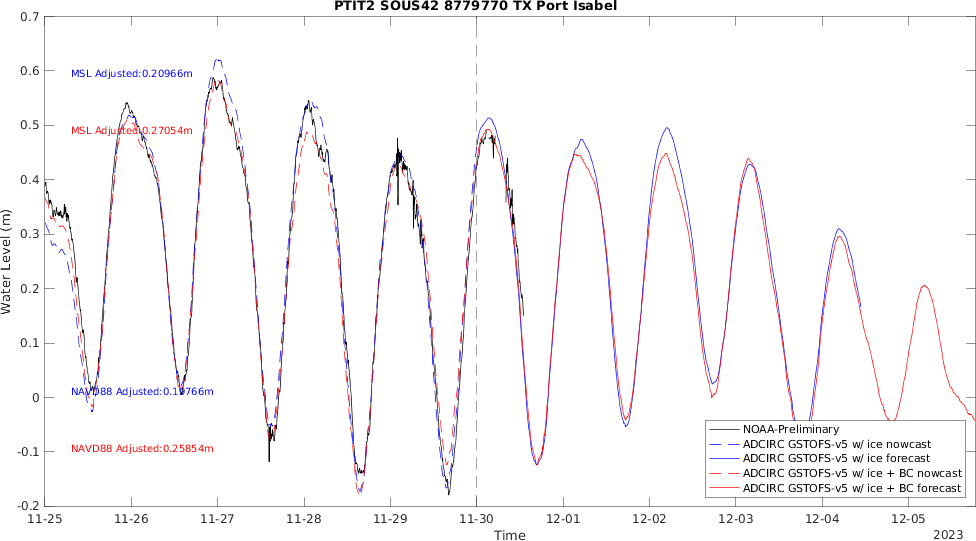 PTIT2 SOUS42 8779770 TX Port Isabel
0.7
0.6
0.5
0.4
0.3
0.2
0.1
0
-0.1
-0.2
Water Level (m)
MSL Adjusted:0.20966m
MSL Adjusted:0.27054m
NAVD88 Adjusted:0.19766m
NAVD88 Adjusted:0.25854m
NOAA-Preliminary
ADCIRC GSTOFS-v5 w/ ice nowcast
ADCIRC GSTOFS-v5 w/ ice forecast
ADCIRC GSTOFS-v5 w/ ice + BC nowcast
ADCIRC GSTOFS-v5 w/ ice + BC forecast
11-25 11-26 11-27 11-28 11-29 11-30 12-01 12-02 12-03 12-04 12-05
Time
2023